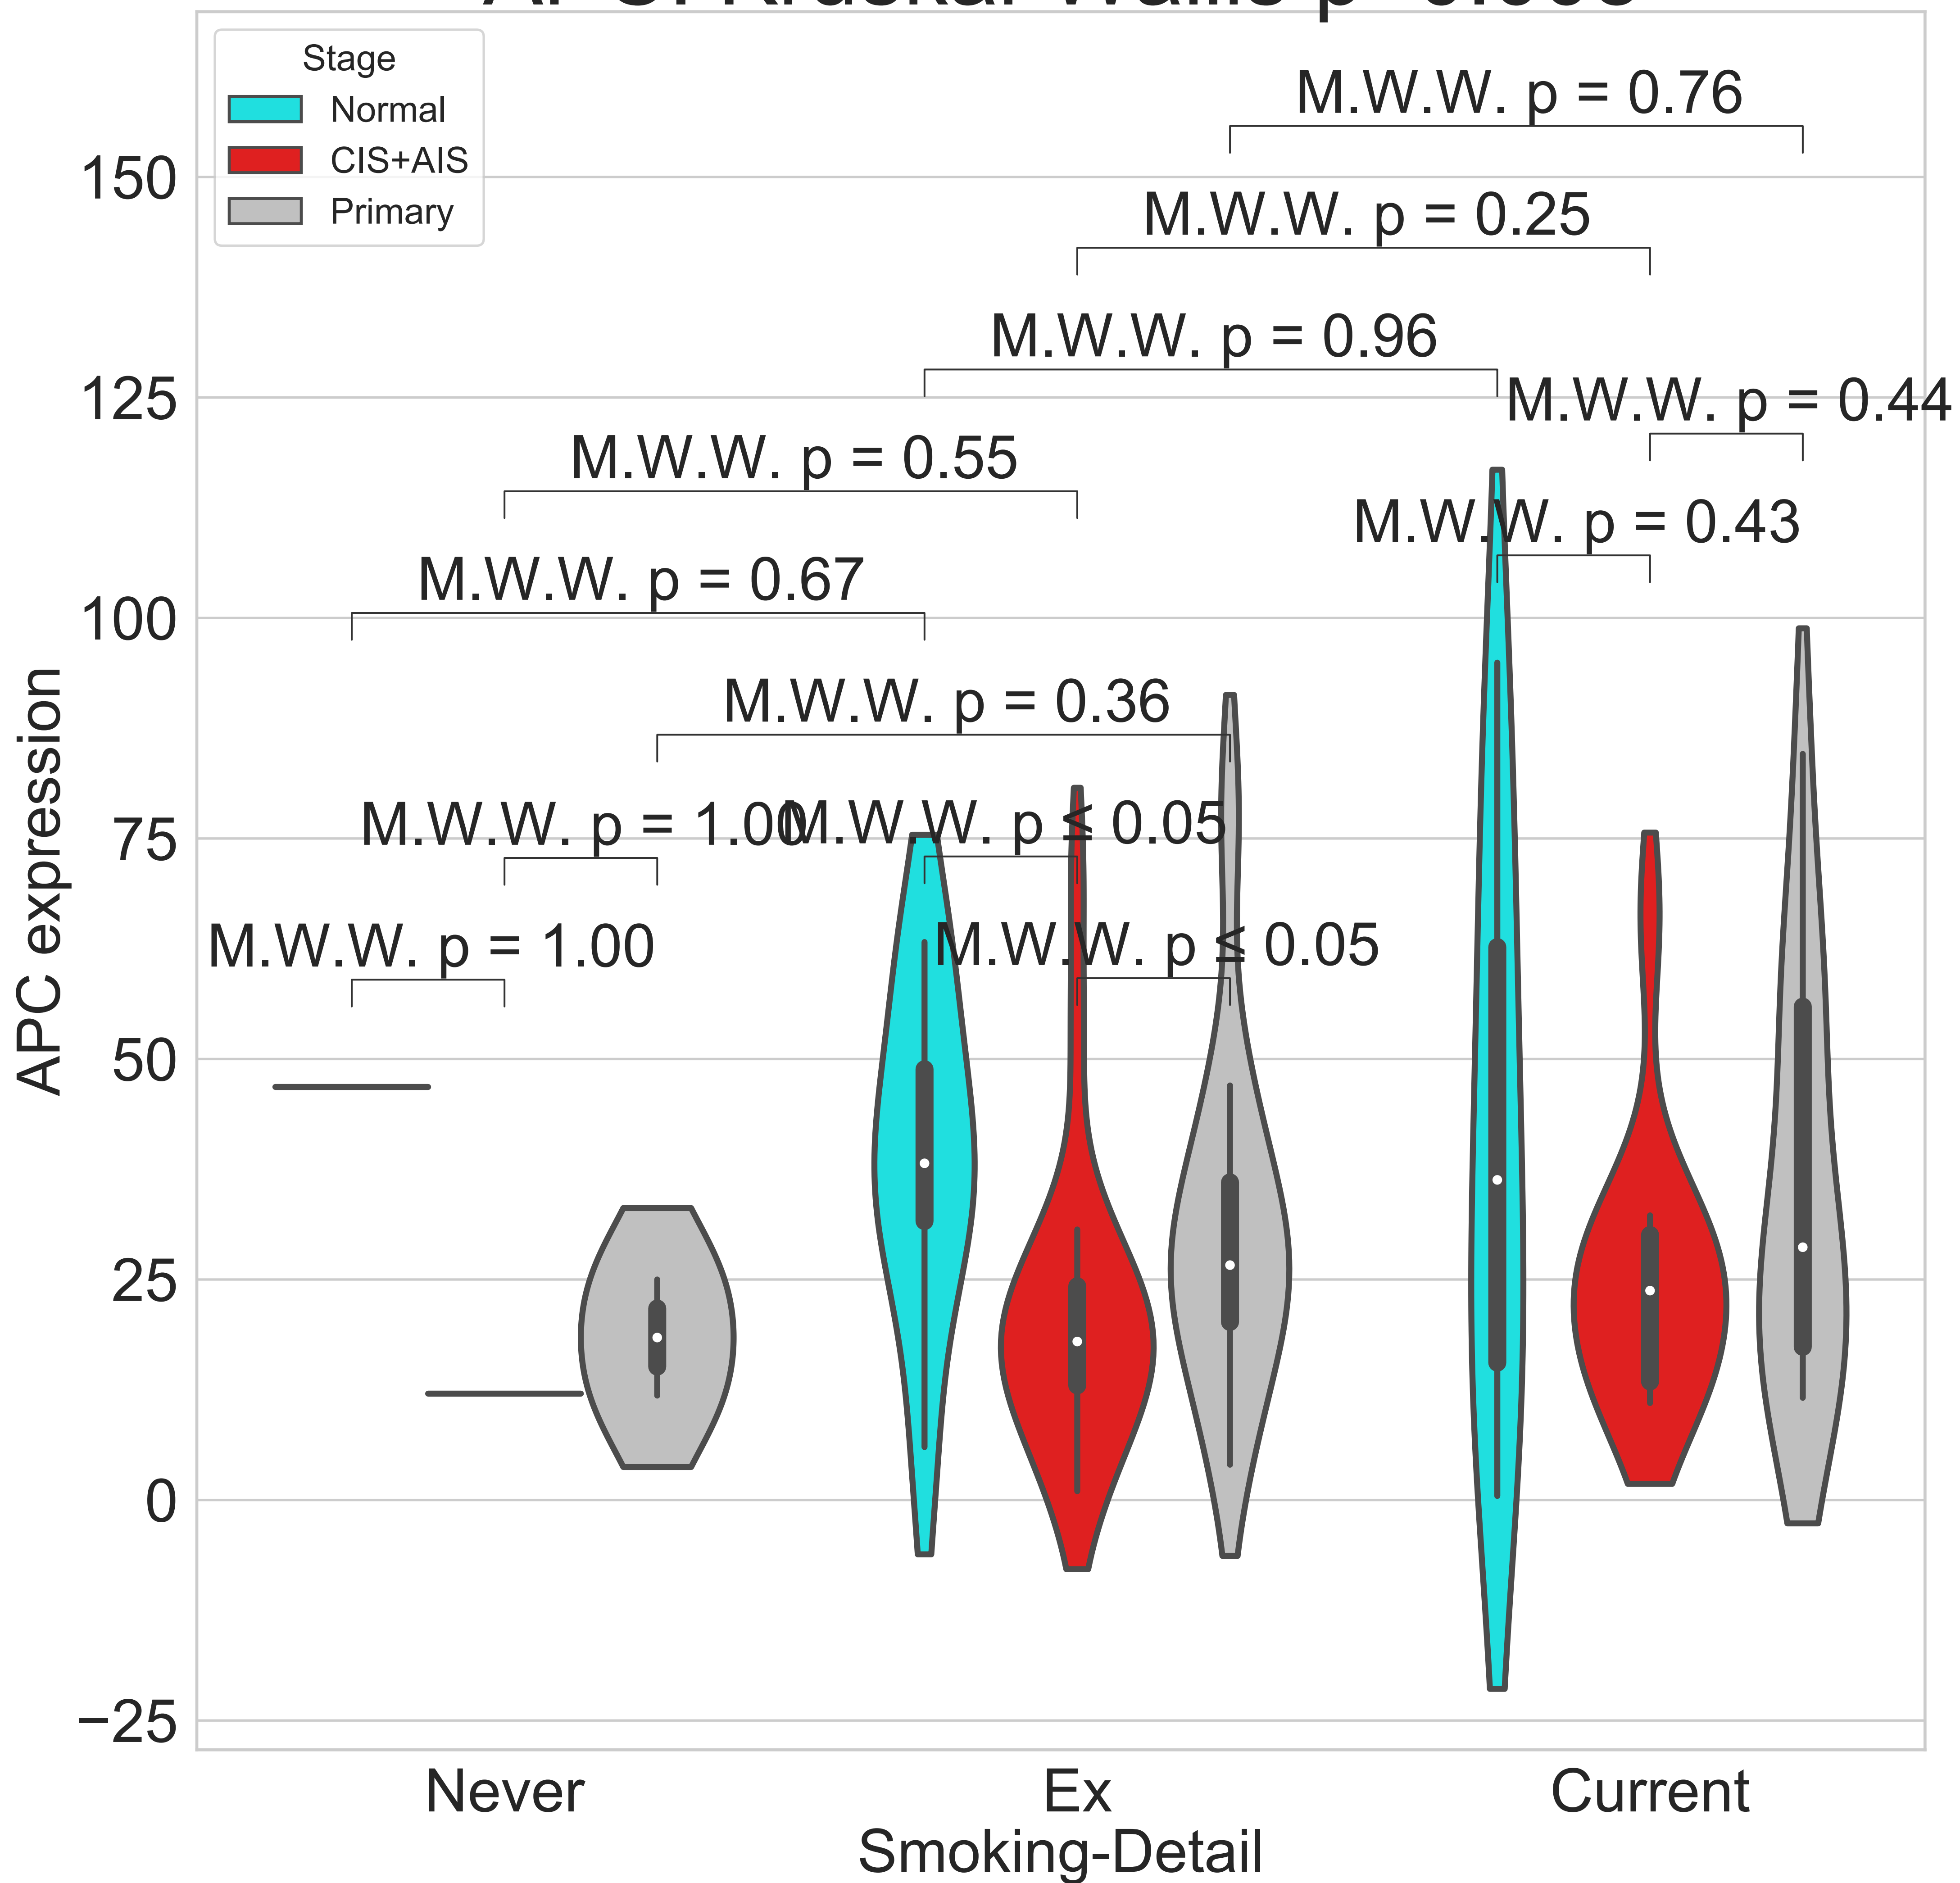 Stage
Normal
CIS+AIS
Primary
M.W.W. p = 0.76
M.W.W. p = 0.25
M.W.W. p = 0.96
M.W.W. p = 0.44
M.W.W. p = 0.55
M.W.W. p = 0.43
M.W.W. p = 0.67
M.W.W. p = 0.36
M.W.W. p = 1.00
M.W.W. p ≤ 0.05
M.W.W. p = 1.00
M.W.W. p ≤ 0.05
150
125
100
75
50
25
0
−25
APC expression
Never
Ex
Current
Smoking-Detail